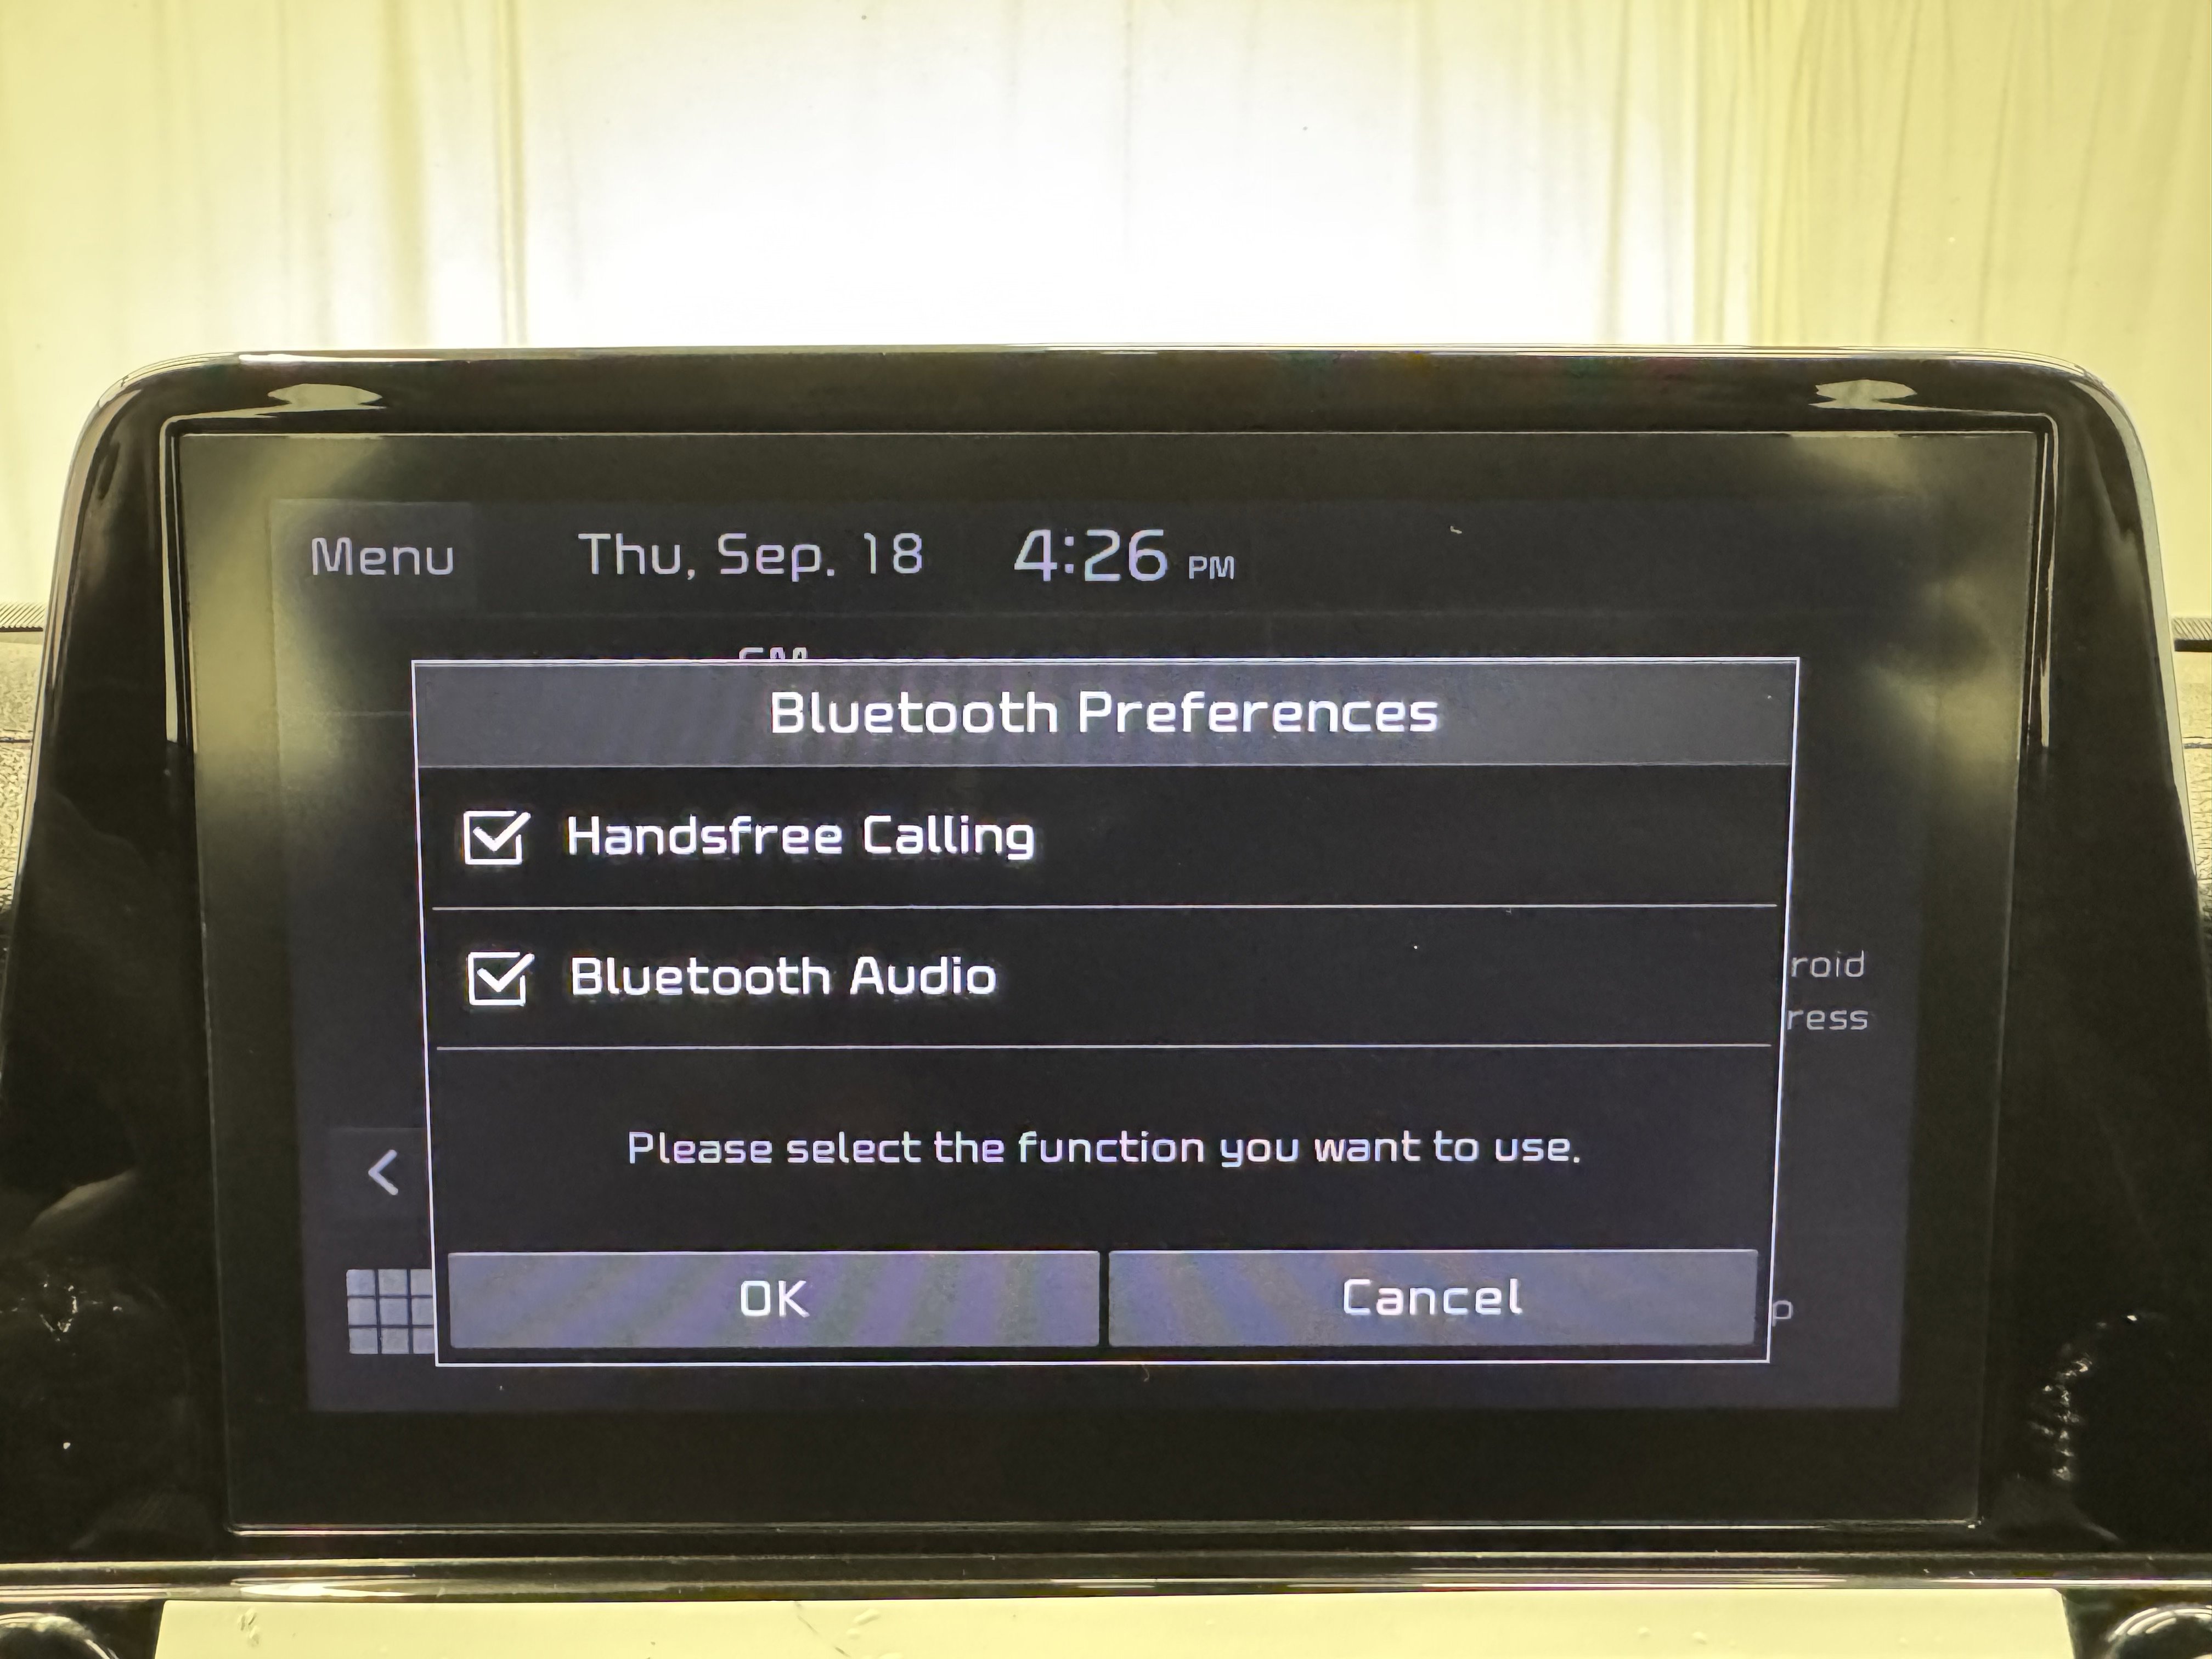 Menu
Thu, Sep. 18
4:26 PM
Bluetooth Preferences
Handsfree Calling
Bluetooth Audio
roid
ress
Please select the function you want to use.
OK
Cancel
p